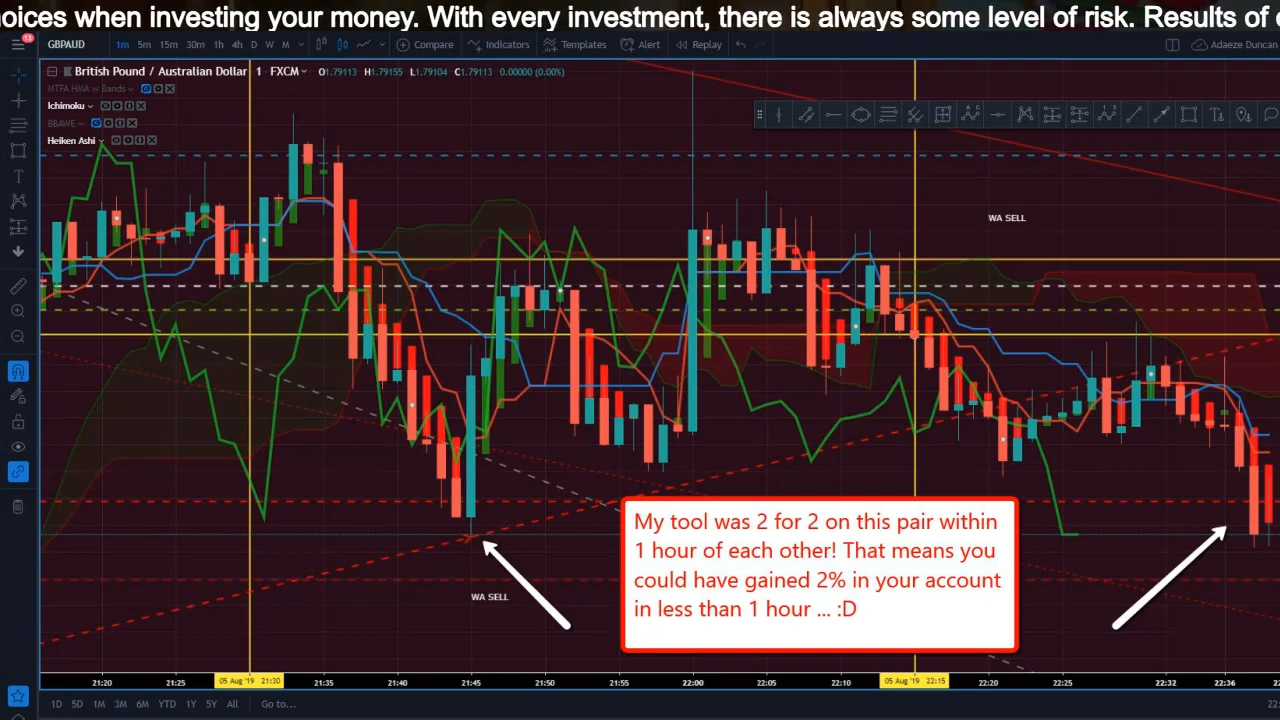 oices when investing your money. With every investment, there is always some level of risk. Results of
13
GBPAUD 1m 5m 15m 30m 1h 4h D W M Compare Indicators Templates Alert Replay Adaeze Duncan
British Pound / Australian Dollar 1 FXCM O1.79113 H1.79155 L1.79104 C1.79113 0.00000 (0.00%)
MTFA HMA w Bands
Ichimoku
BBAWE
Heiken Ashi
WA SELL
My tool was 2 for 2 on this pair within
1 hour of each other! That means you
could have gained 2% in your account
in less than 1 hour ... :D
WA SELL
21:20 21:25 05 Aug '19 21:30 21:35 21:40 21:45 21:50 21:55 22:00 22:05 22:10 05 Aug '19 22:15 22:20 22:25 22:32 22:36
1D 5D 1M 3M 6M YTD 1Y 5Y All Go to... 22: